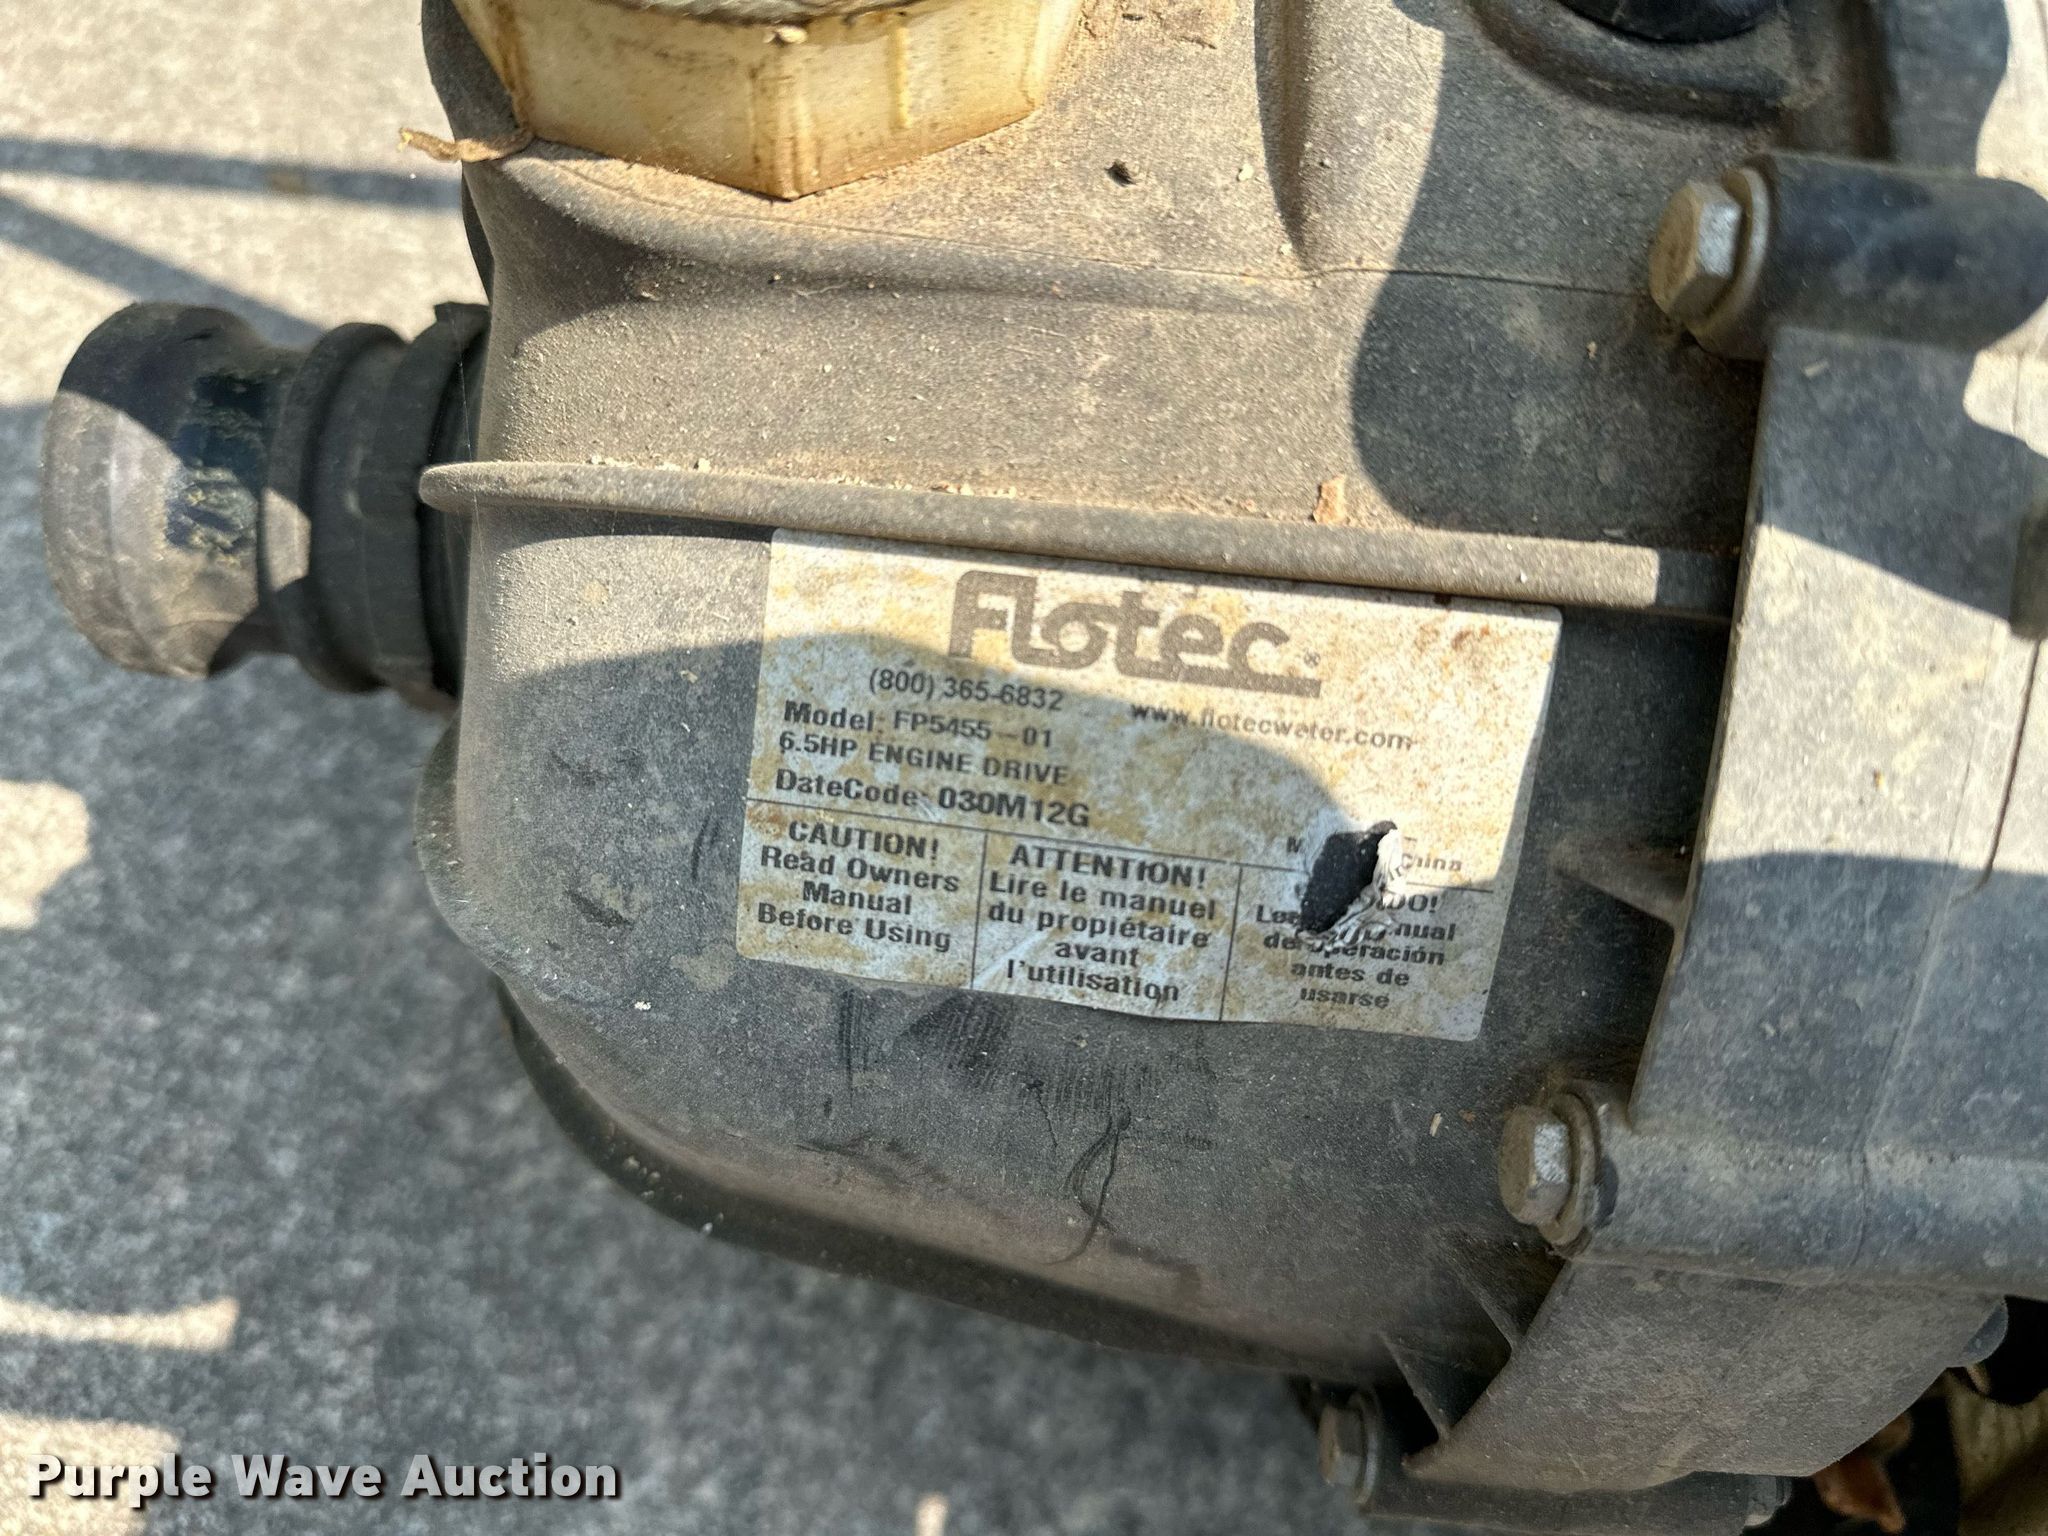 Flotec®
(800) 365-6832 www.flotecwater.com
Model: FP5455-01
6.5HP ENGINE DRIVE
DateCode: 030M12G
China
CAUTION!
Read Owners
Manual
Before Using
ATTENTION!
Lire le manuel
du propiétaire
avant
l'utilisation
antes de
usarse
Purple Wave Auction